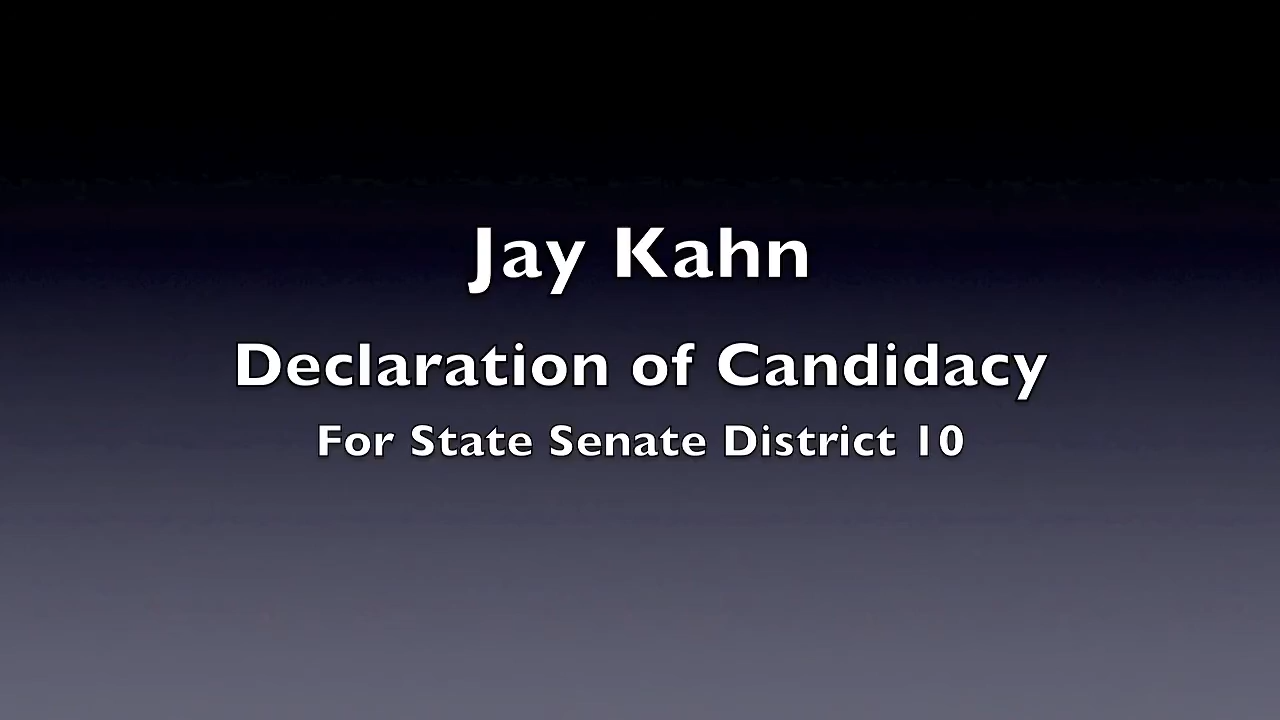 Jay Kahn
Declaration of Candidacy
For State Senate District 10